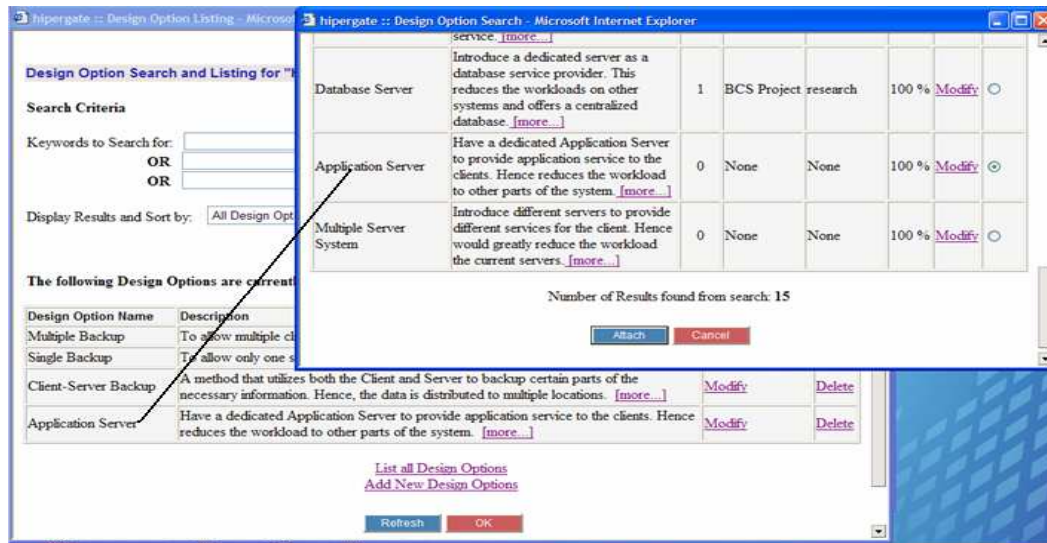 hipergate :: Design Option Listing - Microso
Design Option Search and Listing for "
Search Criteria
Keywords to Search for:
OR
OR
Display Results and Sort by: All Design Opt
The following Design Options are current
Design Option Name Description
Multiple Backup To allow multiple cl
Single Backup To allow only one s
Client-Server Backup A method that utilizes both the Client and Server to backup certain parts of the Modify Delete
necessary information. Hence, the data is distributed to multiple locations. [more...]
Application Server Have a dedicated Application Server to provide application service to the clients. Hence Modify Delete
reduces the workload to other parts of the system. [more...]
List all Design Options
Add New Design Options
Refresh OK
hipergate :: Design Option Search - Microsoft Internet Explorer
service. [more...]
Database Server Introduce a dedicated server as a 1 BCS Project research 100 % Modify
database service provider. This
reduces the workloads on other
systems and offers a centralized
database. [more...]
Application Server Have a dedicated Application Server 0 None None 100 % Modify
to provide application service to the
clients. Hence reduces the workload
to other parts of the system. [more...]
Multiple Server System Introduce different servers to provide 0 None None 100 % Modify
different services for the client. Hence
would greatly reduce the workload
the current servers. [more...]
Number of Results found from search: 15
Attach Cancel